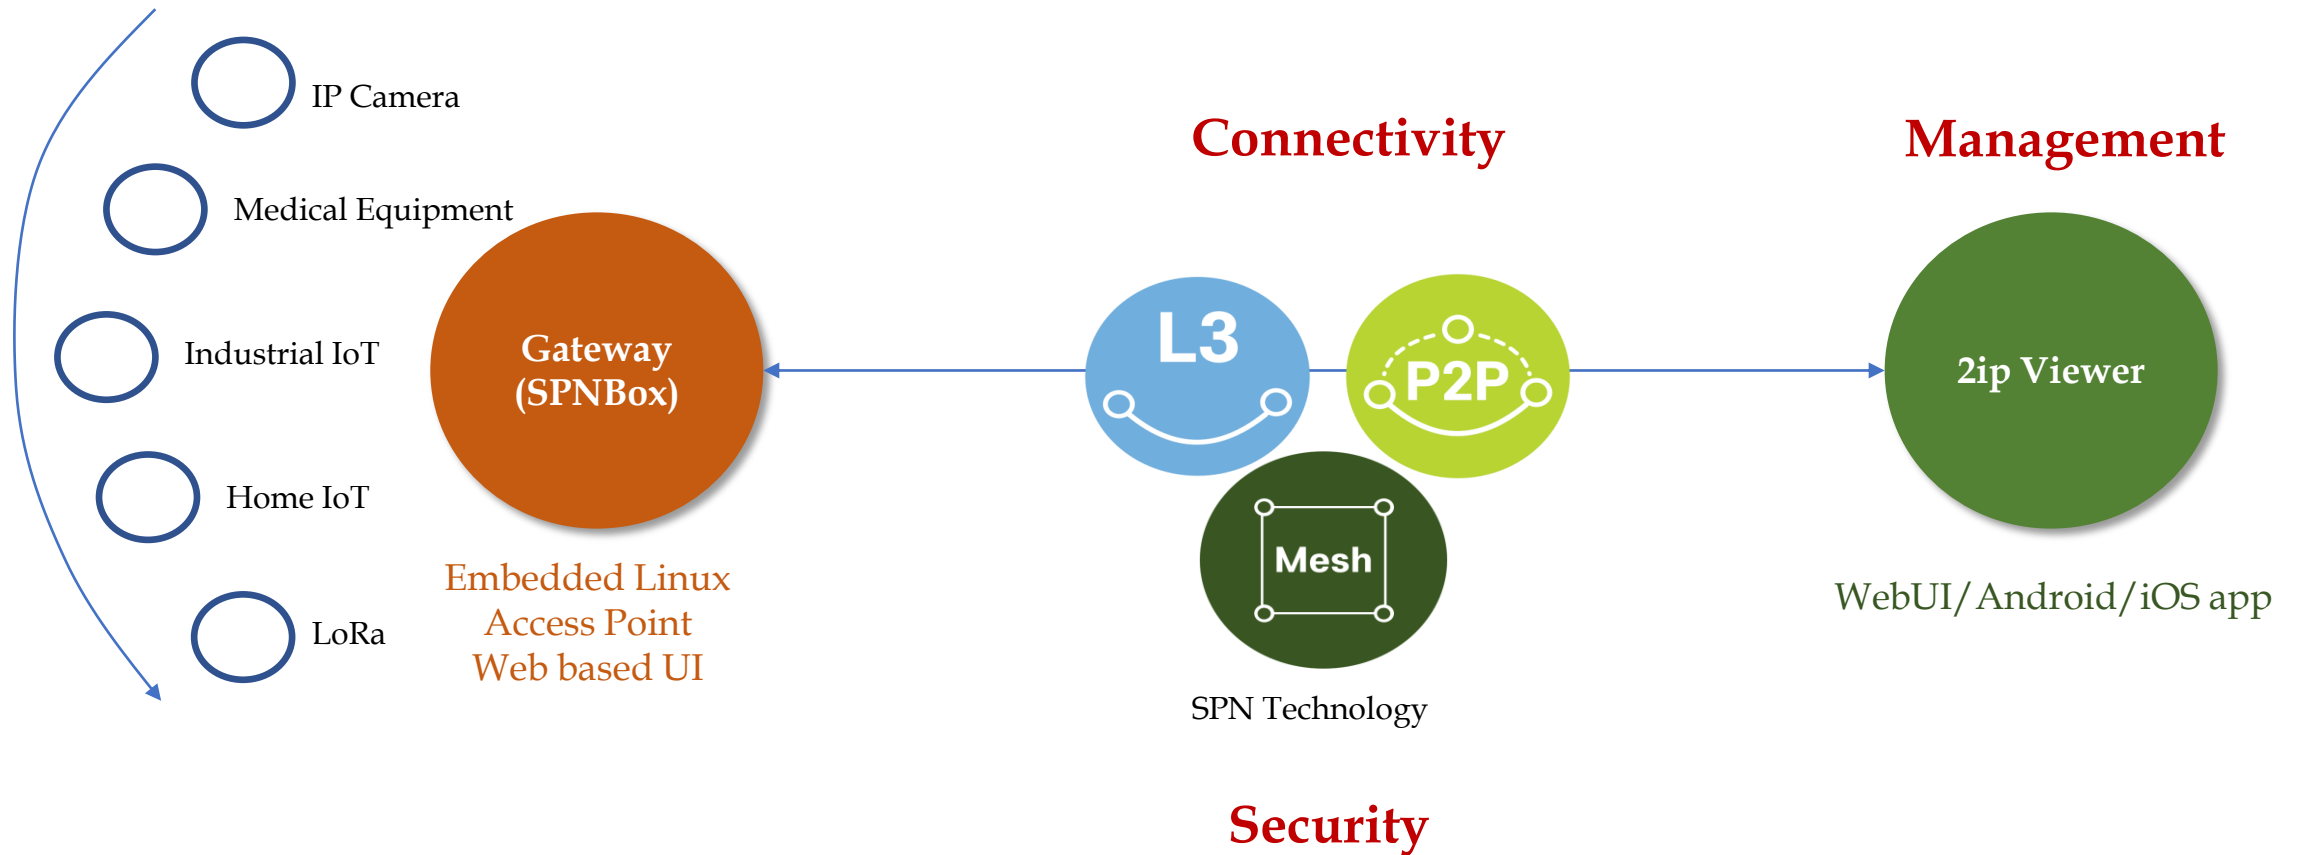 IP Camera
Medical Equipment
Industrial IoT
Home IoT
LoRa
Gateway
(SPNBox)
Embedded Linux
Access Point
Web based UI
Connectivity
L3
P2P
Mesh
SPN Technology
Security
Management
2ip Viewer
WebUI/Android/iOS app